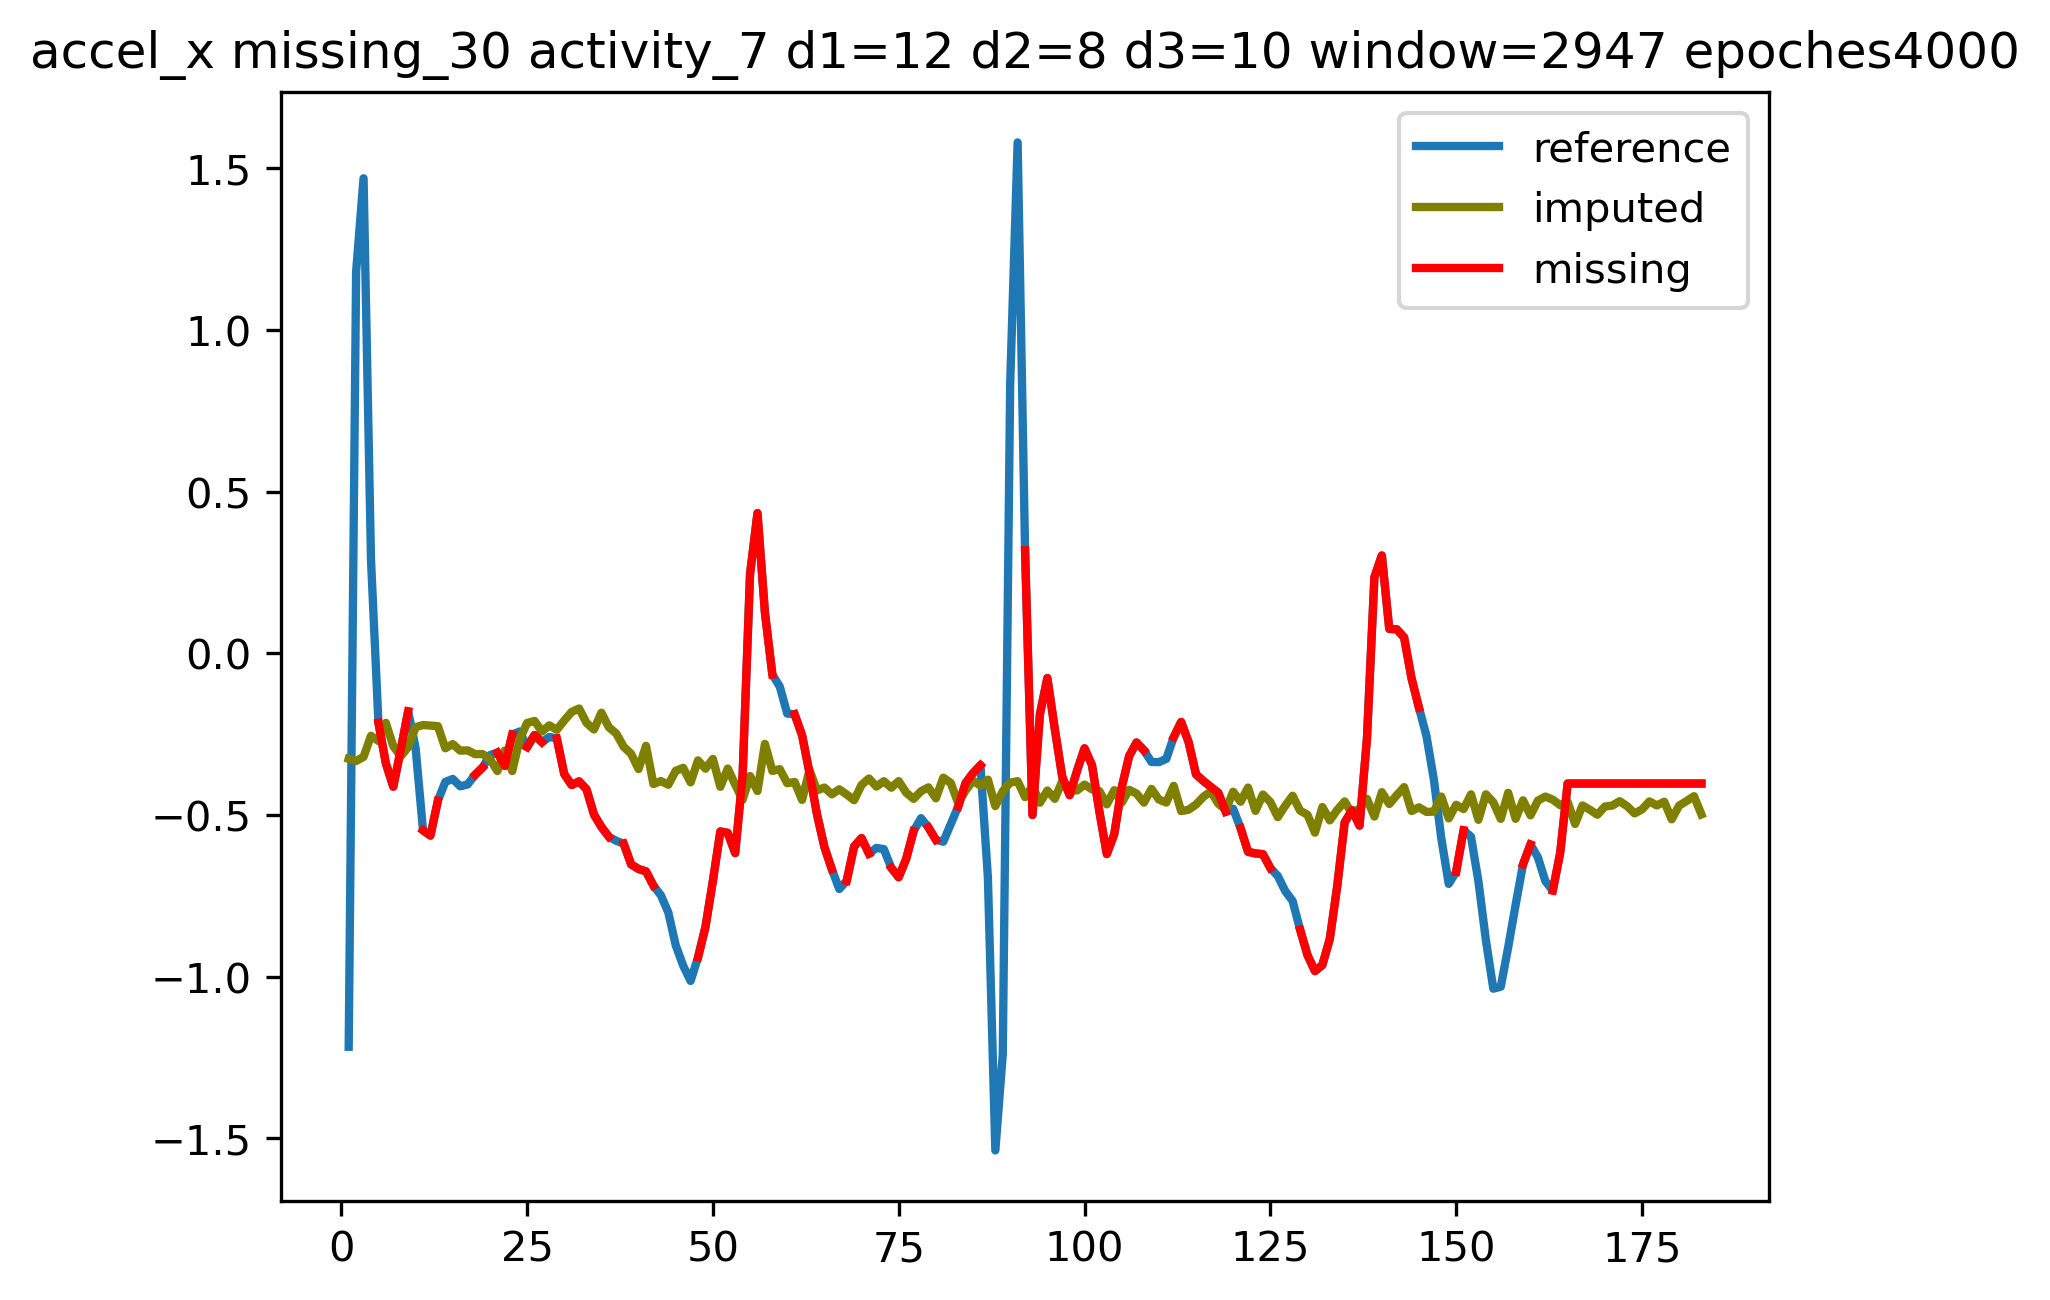 accel_x missing_30 activity_7 d1=12 d2=8 d3=10 window=2947 epoches4000
reference
imputed
missing
1.5
1.0
0.5
0.0
−0.5
−1.0
−1.5
0 25 50 75 100 125 150 175